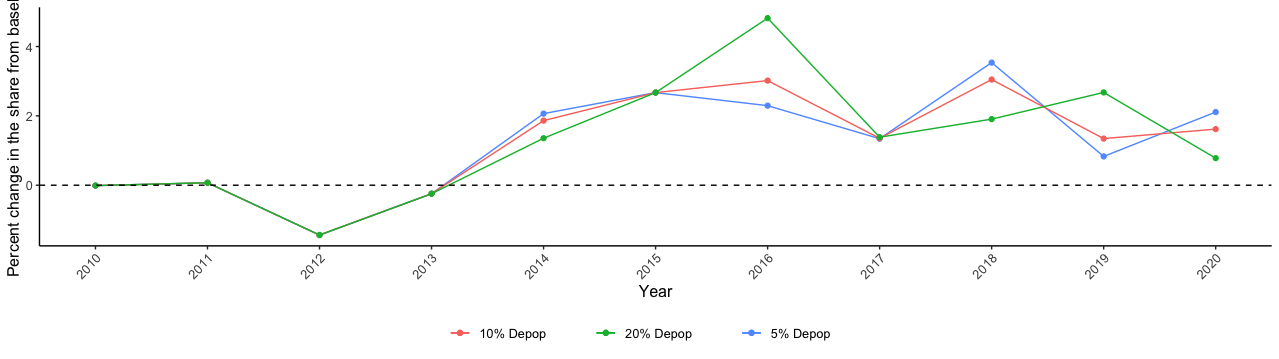 Percent change in the share from
4
2
0
2010 2011 2012 2013 2014 2015 2016 2017 2018 2019 2020
Year
10% Depop 20% Depop 5% Depop